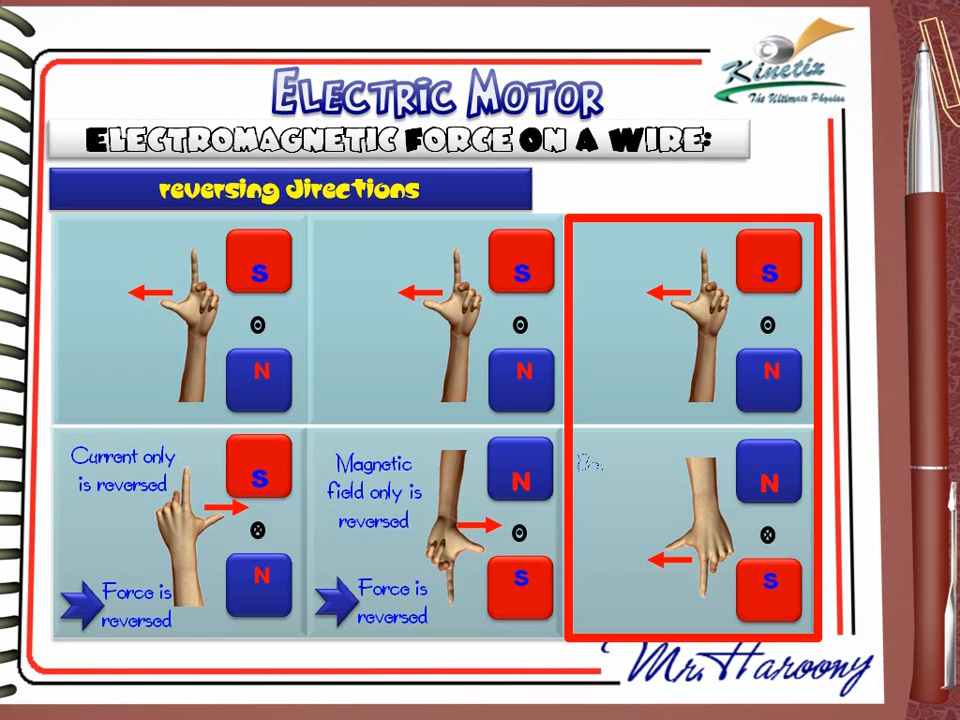 Kinetix
The Ultimate Physics
Electric Motor
Electromagnetic Force on a Wire:
reversing directions
S
S
S
N
N
N
Current only
is reversed
S
N
Force is
reversed
Magnetic
field only is
reversed
N
S
Force is
reversed
N
S
Mr.Haroony